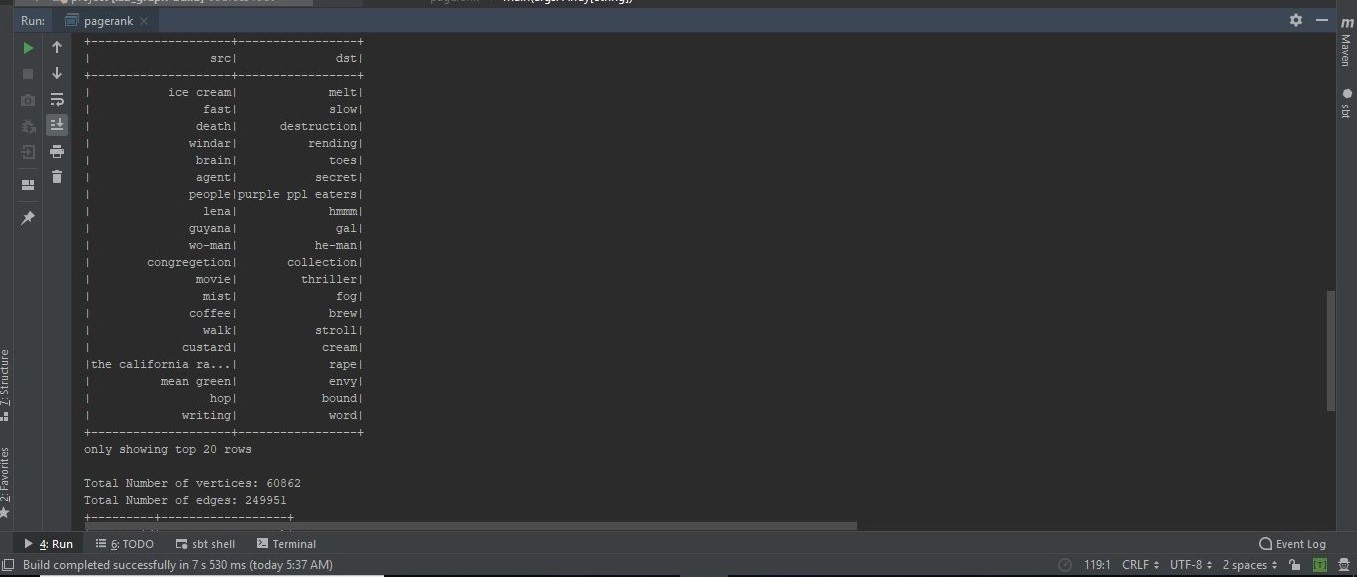 Run: pagerank
+--------------------+-----------------+
| src| dst|
+--------------------+-----------------+
| ice cream| melt|
| fast| slow|
| death| destruction|
| windar| rending|
| brain| toes|
| agent| secret|
| people|purple ppl eaters|
| lena| hmmm|
| guyana| gal|
| wo-man| he-man|
| congregetion| collection|
| movie| thriller|
| mist| fog|
| coffee| brew|
| walk| stroll|
| custard| cream|
|the california ra...| rape|
| mean green| envy|
| hop| bound|
| writing| word|
+--------------------+-----------------+
only showing top 20 rows
Total Number of vertices: 60862
Total Number of edges: 249951
+---------+------------------+
m Maven
sbt
7: Structure
2: Favorites
4: Run 6: TODO sbt shell Terminal Event Log
Build completed successfully in 7 s 530 ms (today 5:37 AM) 119:1 CRLF UTF-8 2 spaces